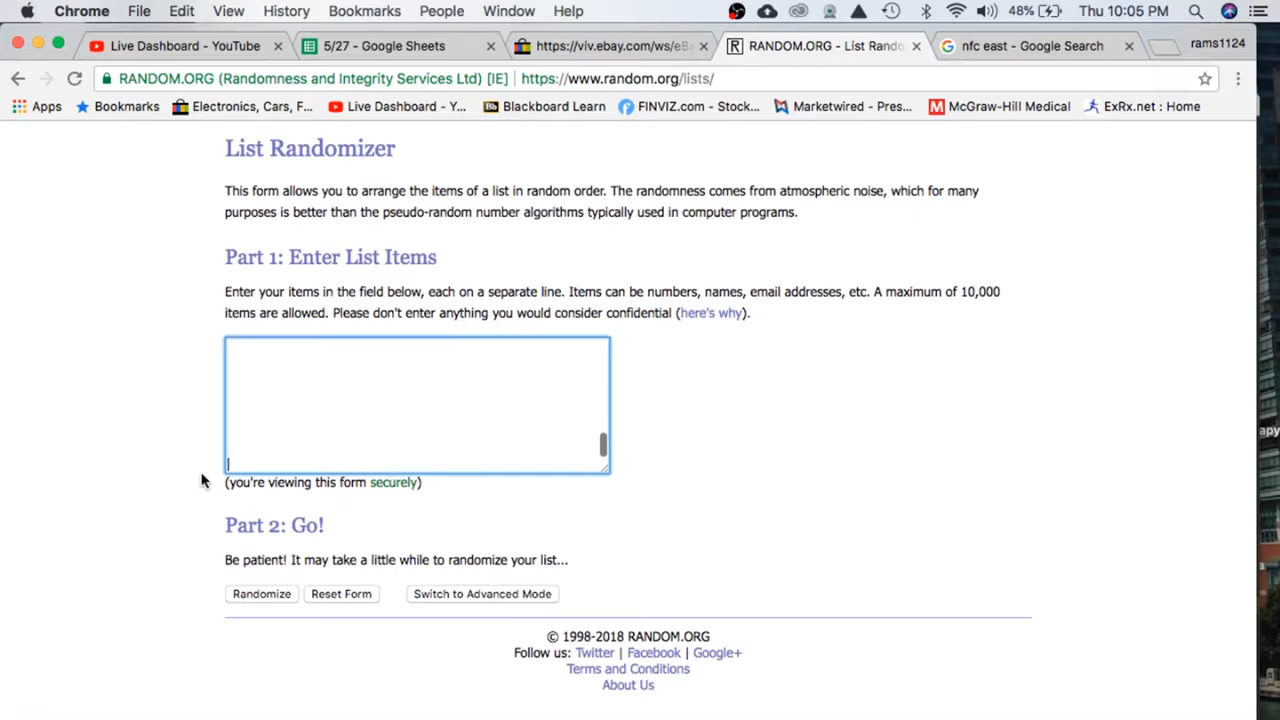 Chrome File Edit View History Bookmarks People Window Help 48% Thu 10:05 PM
Live Dashboard - YouTube 5/27 - Google Sheets https://viv.ebay.com/ws/eB RANDOM.ORG - List Rando nfc east - Google Search rams1124
RANDOM.ORG (Randomness and Integrity Services Ltd) [IE] https://www.random.org/lists/
Apps Bookmarks Electronics, Cars, F... Live Dashboard - Y... Bb Blackboard Learn FINVIZ.com - Stock... Marketwired - Pres... McGraw-Hill Medical ExRx.net : Home
List Randomizer
This form allows you to arrange the items of a list in random order. The randomness comes from atmospheric noise, which for many
purposes is better than the pseudo-random number algorithms typically used in computer programs.
Part 1: Enter List Items
Enter your items in the field below, each on a separate line. Items can be numbers, names, email addresses, etc. A maximum of 10,000
items are allowed. Please don't enter anything you would consider confidential (here's why).
apy
(you're viewing this form securely)
Part 2: Go!
Be patient! It may take a little while to randomize your list...
Randomize Reset Form Switch to Advanced Mode
© 1998-2018 RANDOM.ORG
Follow us: Twitter | Facebook | Google+
Terms and Conditions
About Us